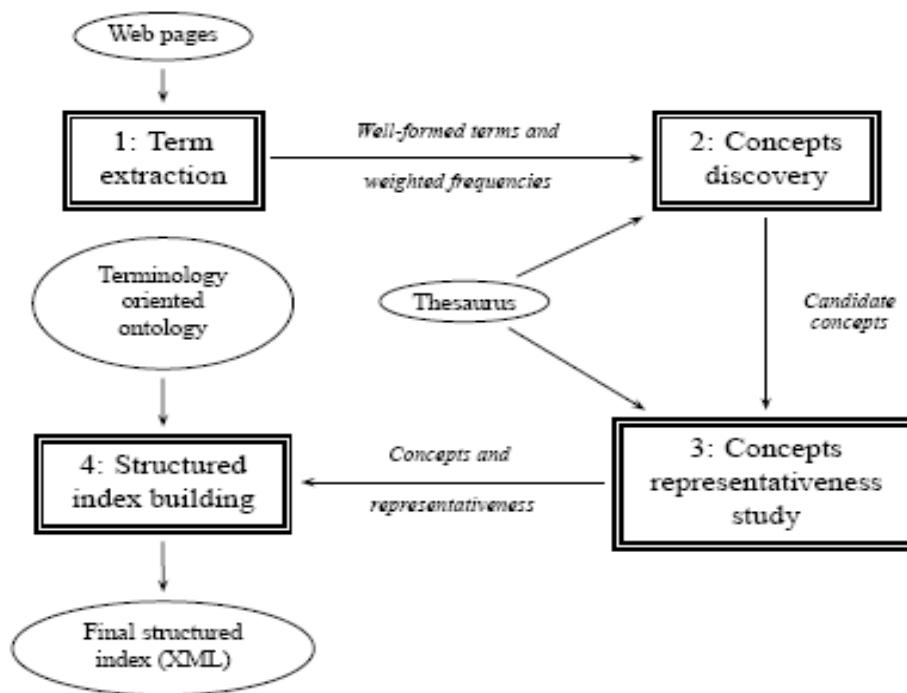 Web pages
1: Term
extraction
Well-formed terms and
weighted frequencies
2: Concepts
discovery
Terminology
oriented
ontology
Thesaurus
Candidate
concepts
4: Structured
index building
Concepts and
representativeness
3: Concepts
representativeness
study
Final structured
index (XML)